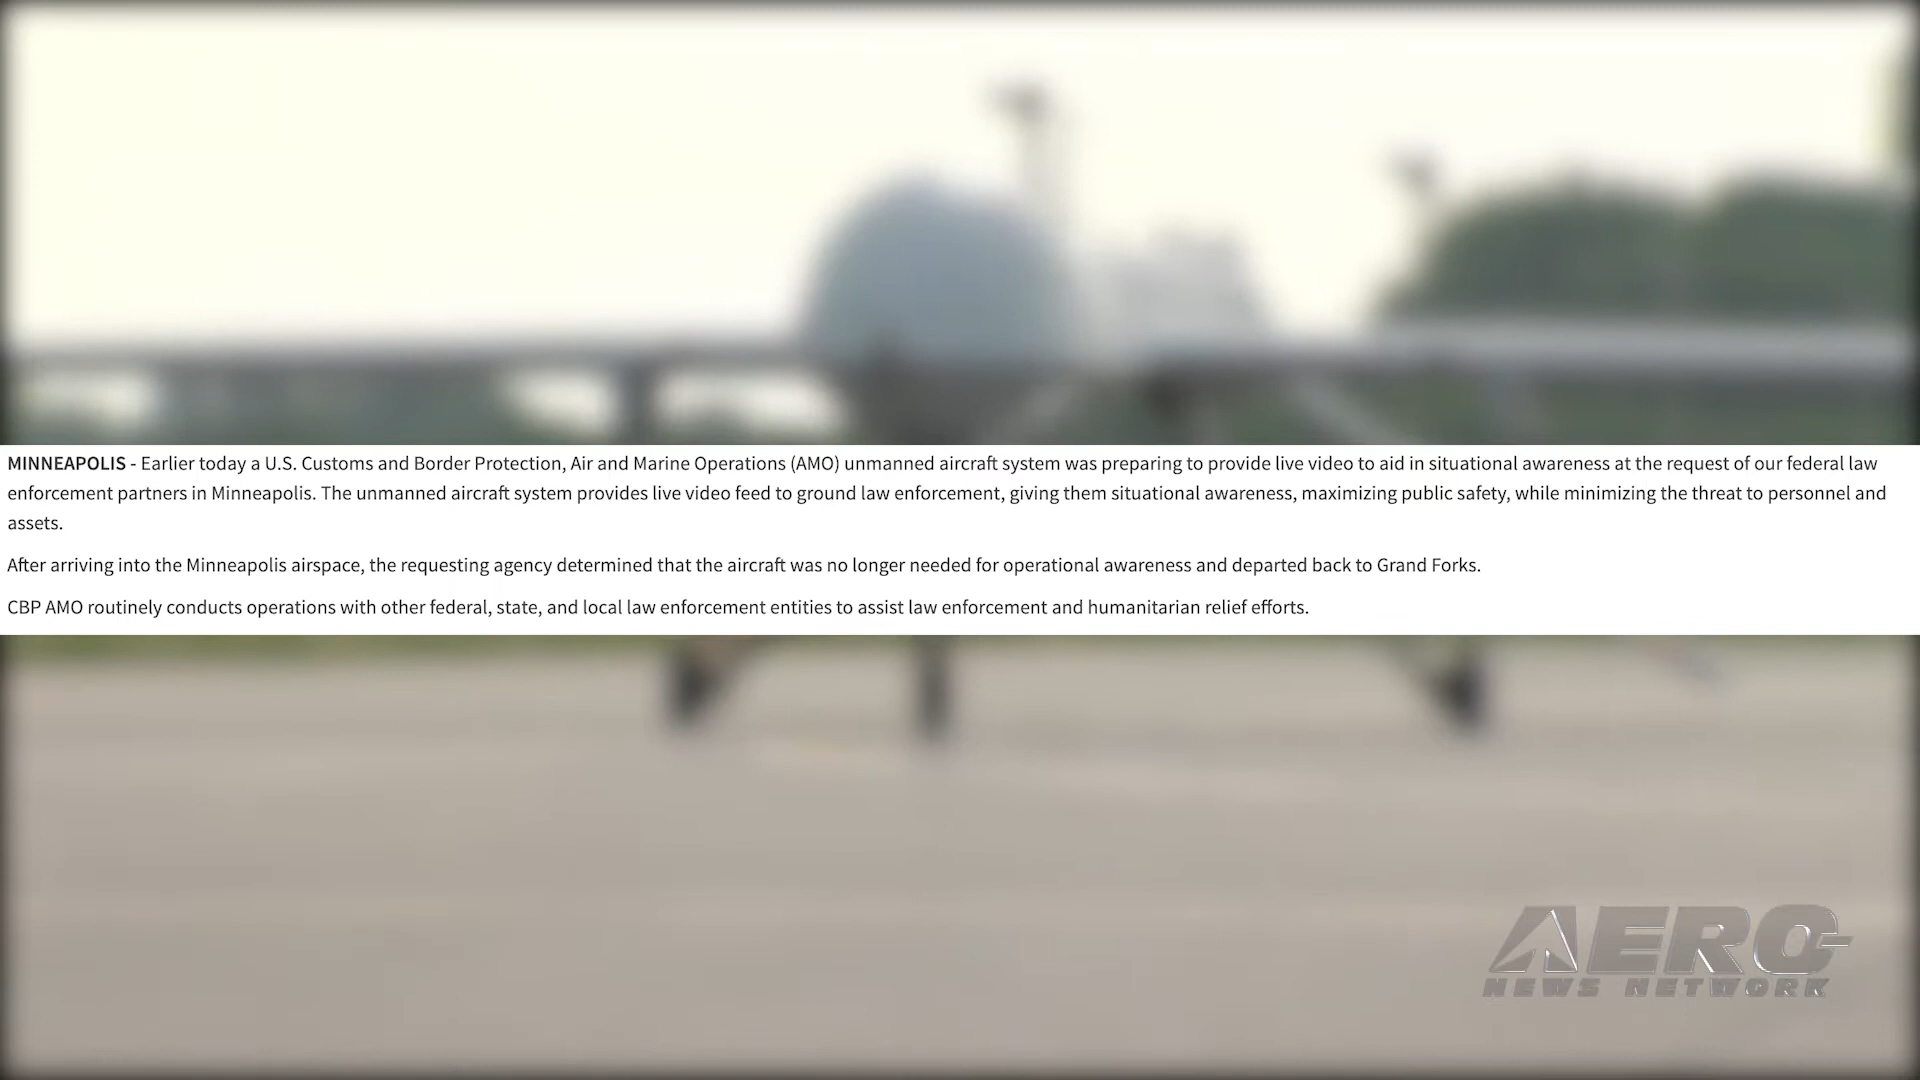 MINNEAPOLIS - Earlier today a U.S. Customs and Border Protection, Air and Marine Operations (AMO) unmanned aircraft system was preparing to provide live video to aid in situational awareness at the request of our federal law
enforcement partners in Minneapolis. The unmanned aircraft system provides live video feed to ground law enforcement, giving them situational awareness, maximizing public safety, while minimizing the threat to personnel and
assets.
After arriving into the Minneapolis airspace, the requesting agency determined that the aircraft was no longer needed for operational awareness and departed back to Grand Forks.
CBP AMO routinely conducts operations with other federal, state, and local law enforcement entities to assist law enforcement and humanitarian relief efforts.
AERO-
NEWS NETWORK